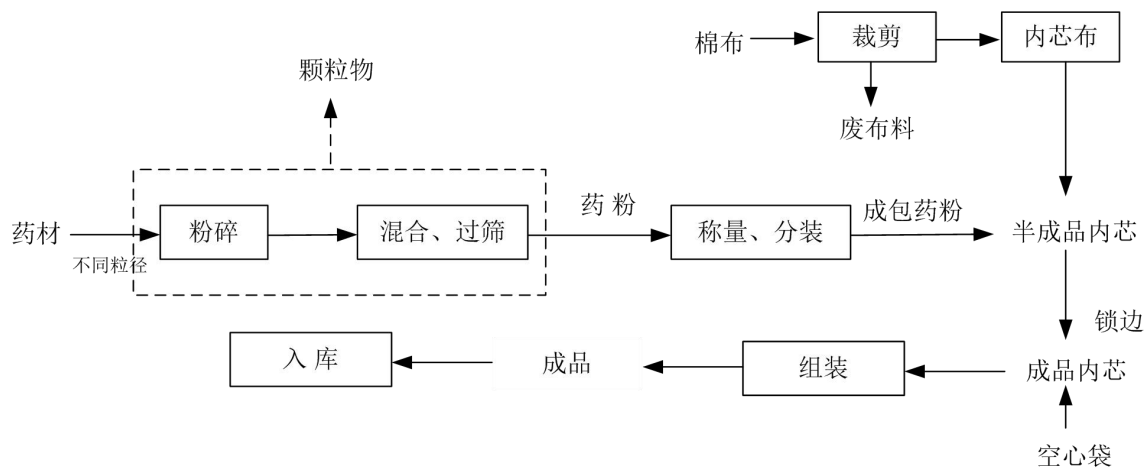 棉布
裁剪
内芯布
颗粒物
废布料
药材
不同粒径
粉碎
混合、过筛
药 粉
称量、分装
成包药粉
半成品内芯
锁边
入 库
成品
组装
成品内芯
空心袋